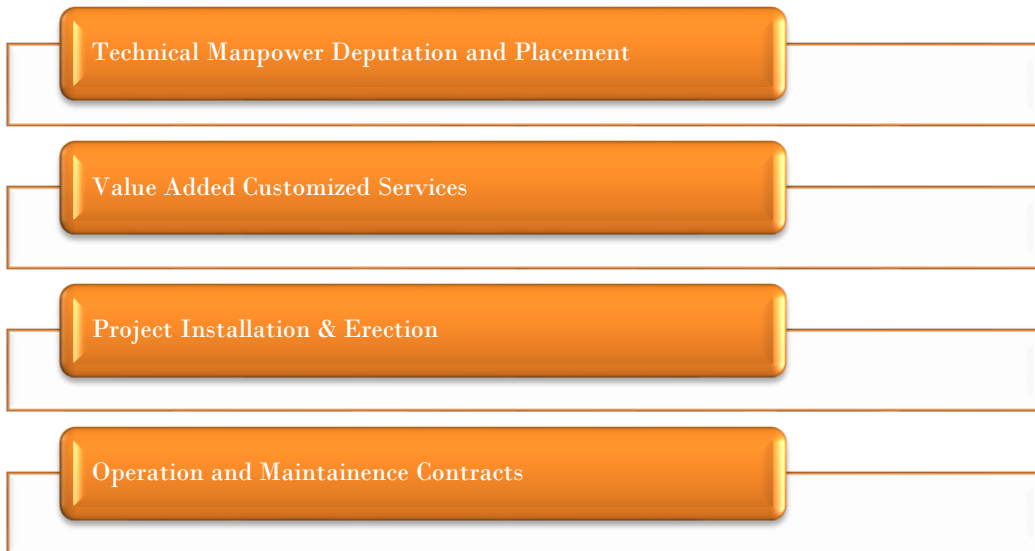 Technical Manpower Deputation and Placement
Value Added Customized Services
Project Installation & Erection
Operation and Maintainence Contracts